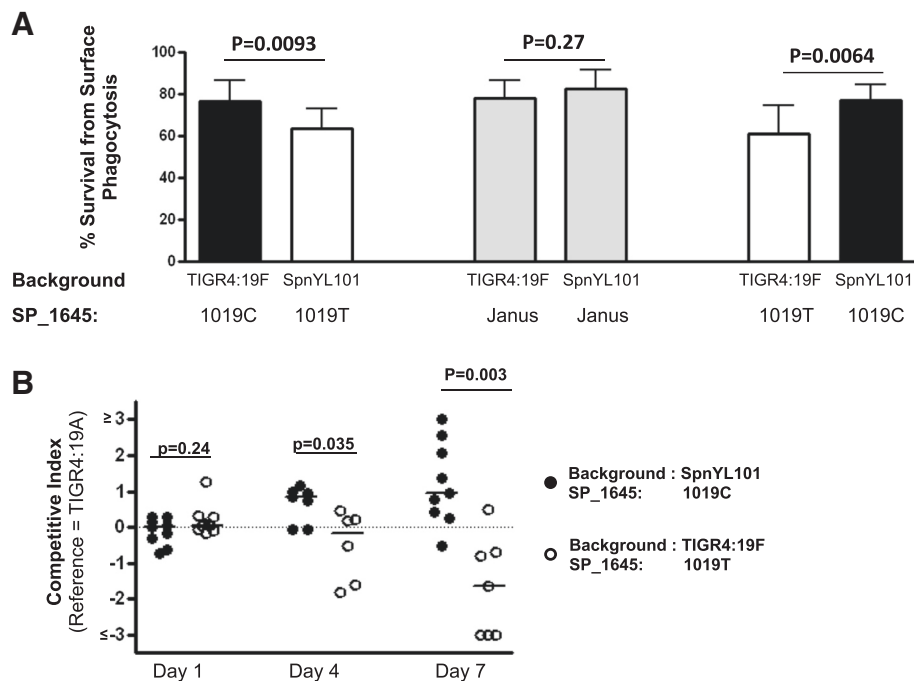 A
% Survival from Surface
Phagocytosis
100
80
60
40
20
0
P=0.0093
P=0.27
P=0.0064
Background
TIGR4:19F
SpnYL101
TIGR4:19F
SpnYL101
TIGR4:19F
SpnYL101
SP_1645:
1019C
1019T
Janus
Janus
1019T
1019C
B
Competitive Index
(Reference = TIGR4:19A)
≥3
2
1
0
-1
-2
≤-3
p=0.24
p=0.035
P=0.003
Day 1
Day 4
Day 7
Background : SpnYL101
SP_1645: 1019C
Background : TIGR4:19F
SP_1645: 1019T